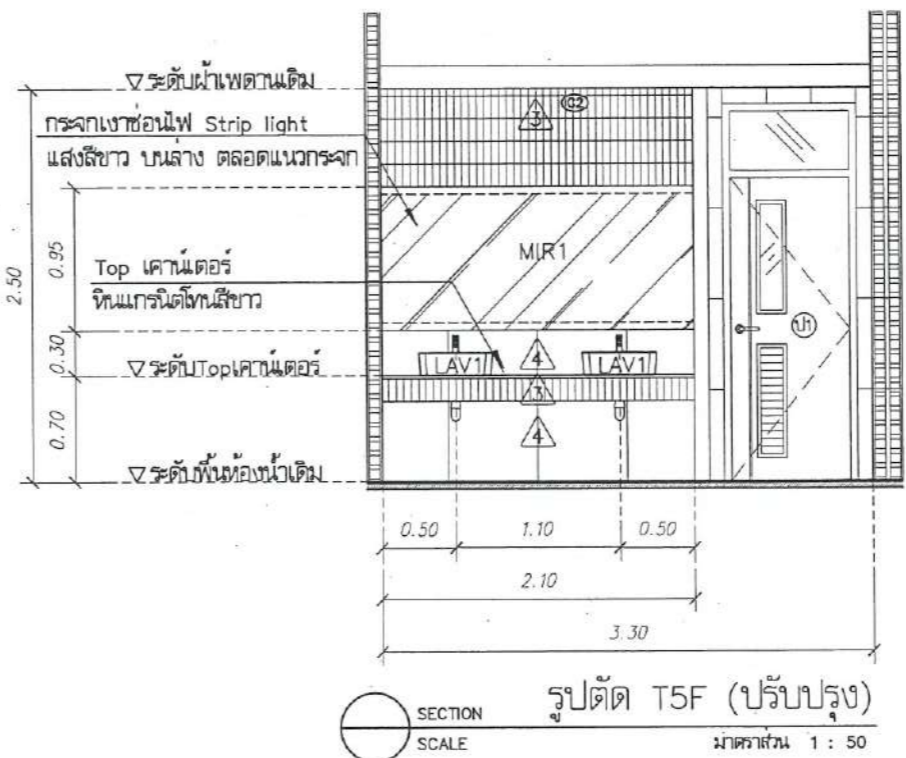 ▽ ระดับฝ้าเพดานเดิม
กระจกเงาซ่อนไฟ Strip light
แสงสีขาว บนล่าง ตลอดแนวกระจก
3
C2
2.50
0.95
MIR1
Top เคาน์เตอร์
หินแกรนิตโทนสีขาว
ป1
0.30
4
▽ ระดับTopเคาน์เตอร์
LAV1
LAV1
3
0.70
4
▽ ระดับพื้นห้องน้ำเดิม
0.50
1.10
0.50
2.10
3.30
SECTION
รูปตัด T5F (ปรับปรุง)
SCALE
มาตราส่วน 1 : 50